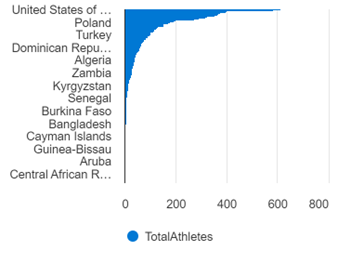 United States of ...
Poland
Turkey
Dominican Repu...
Algeria
Zambia
Kyrgyzstan
Senegal
Burkina Faso
Bangladesh
Cayman Islands
Guinea-Bissau
Aruba
Central African R...
0 200 400 600 800
TotalAthletes